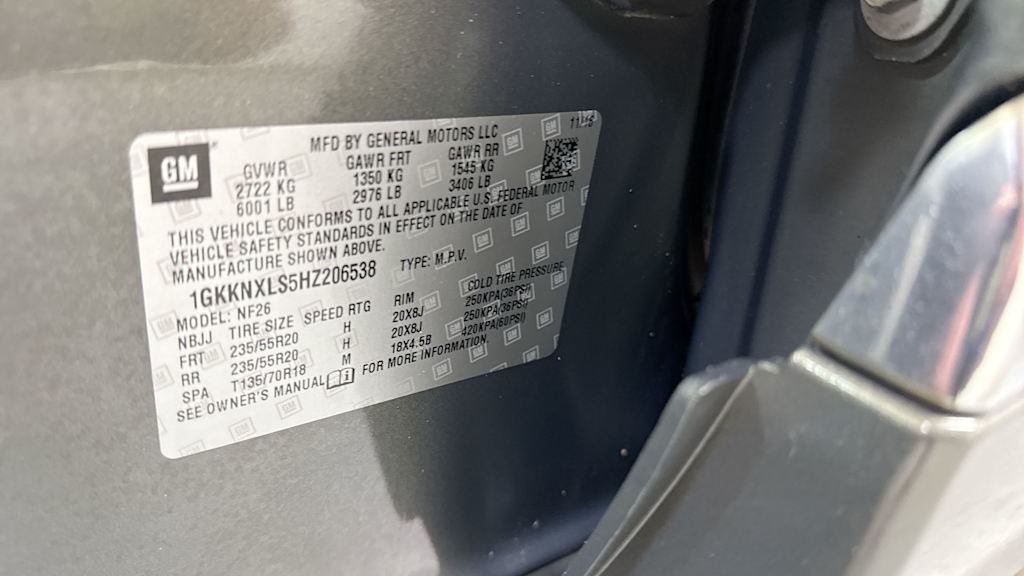 GM
MFD BY GENERAL MOTORS LLC
11/16
GVWR GAWR FRT GAWR RR
2722 KG 1350 KG 1545 KG
6001 LB 2976 LB 3406 LB
THIS VEHICLE CONFORMS TO ALL APPLICABLE U.S. FEDERAL MOTOR
VEHICLE SAFETY STANDARDS IN EFFECT ON THE DATE OF
MANUFACTURE SHOWN ABOVE.
1GKKNXLS5HZ206538 TYPE: M.P.V.
MODEL: NF26
NBJJ TIRE SIZE SPEED RTG RIM COLD TIRE PRESSURE
FRT 235/55R20 H 20X8J 250KPA(36PSI)
RR 235/55R20 H 20X8J 250KPA(36PSI)
SPA T135/70R18 M 18X4.5B 420KPA(60PSI)
SEE OWNER'S MANUAL FOR MORE INFORMATION.